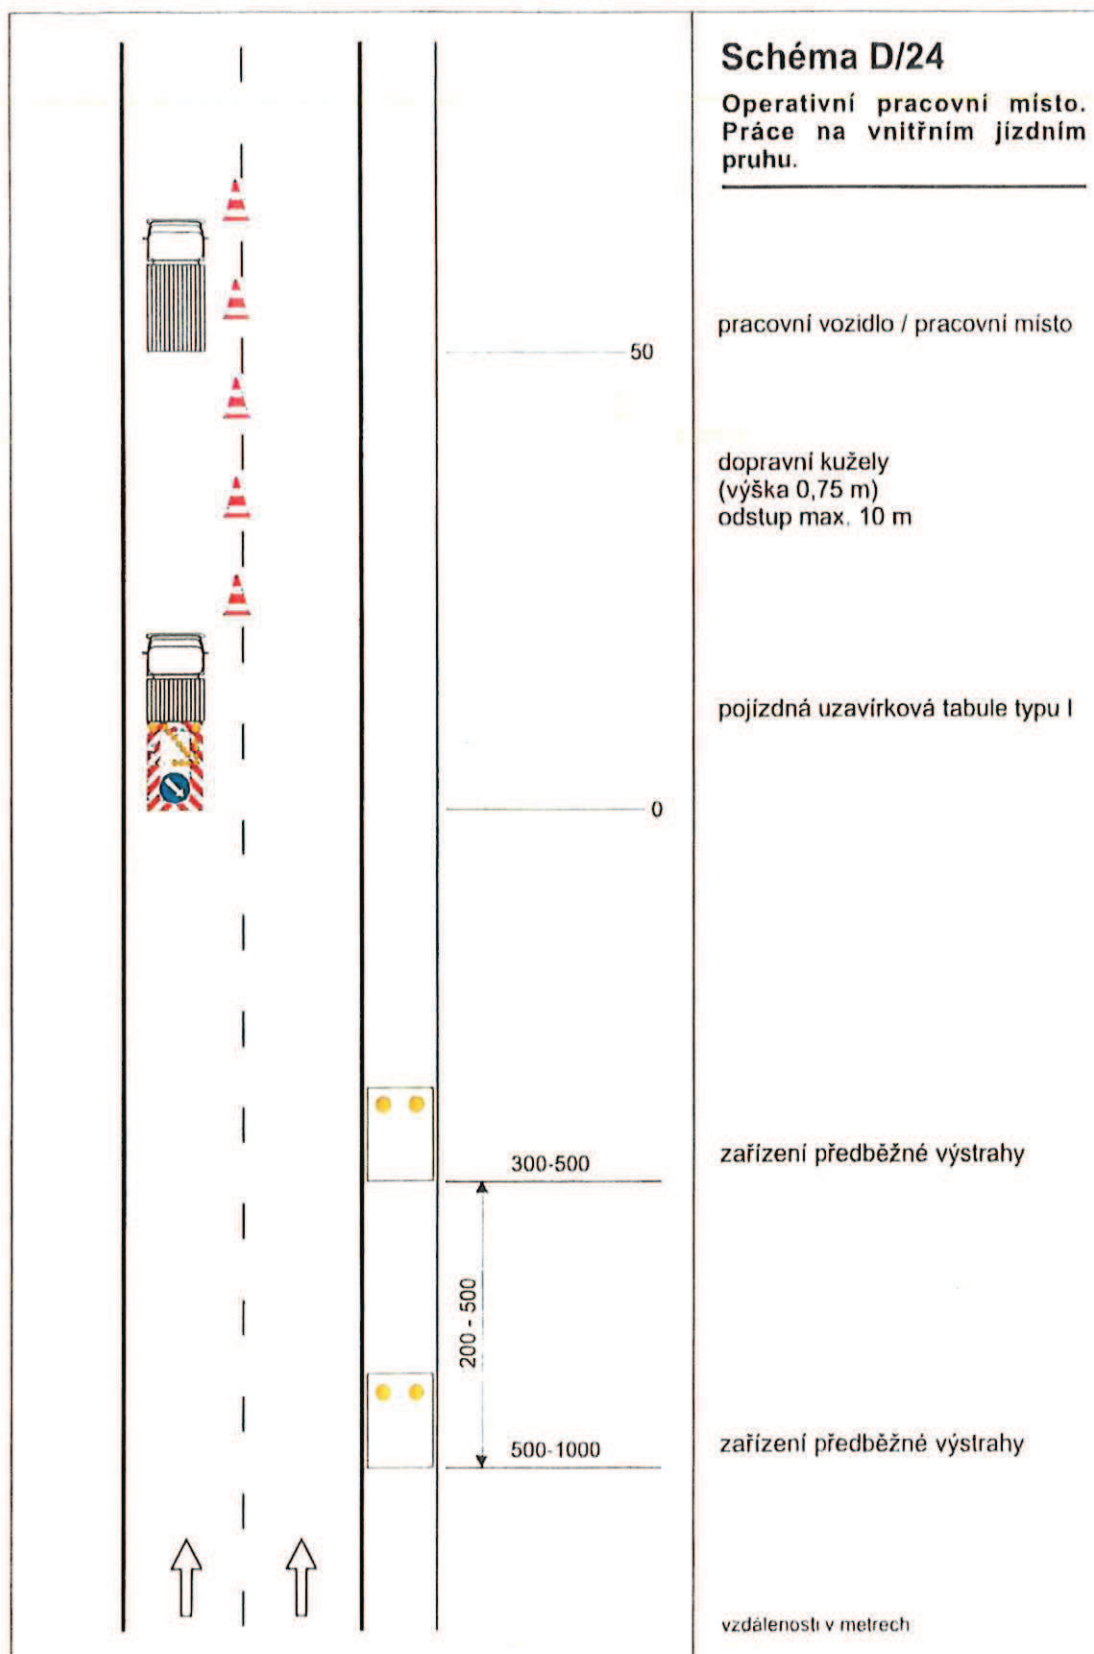 Schéma D/24
Operativní pracovní místo.
Práce na vnitřním jízdním
pruhu.
pracovní vozidlo / pracovní místo
50
dopravní kužely
(výška 0,75 m)
odstup max. 10 m
pojízdná uzavírková tabule typu I
0
300-500
zařízení předběžné výstrahy
200 - 500
500-1000
zařízení předběžné výstrahy
vzdálenosti v metrech